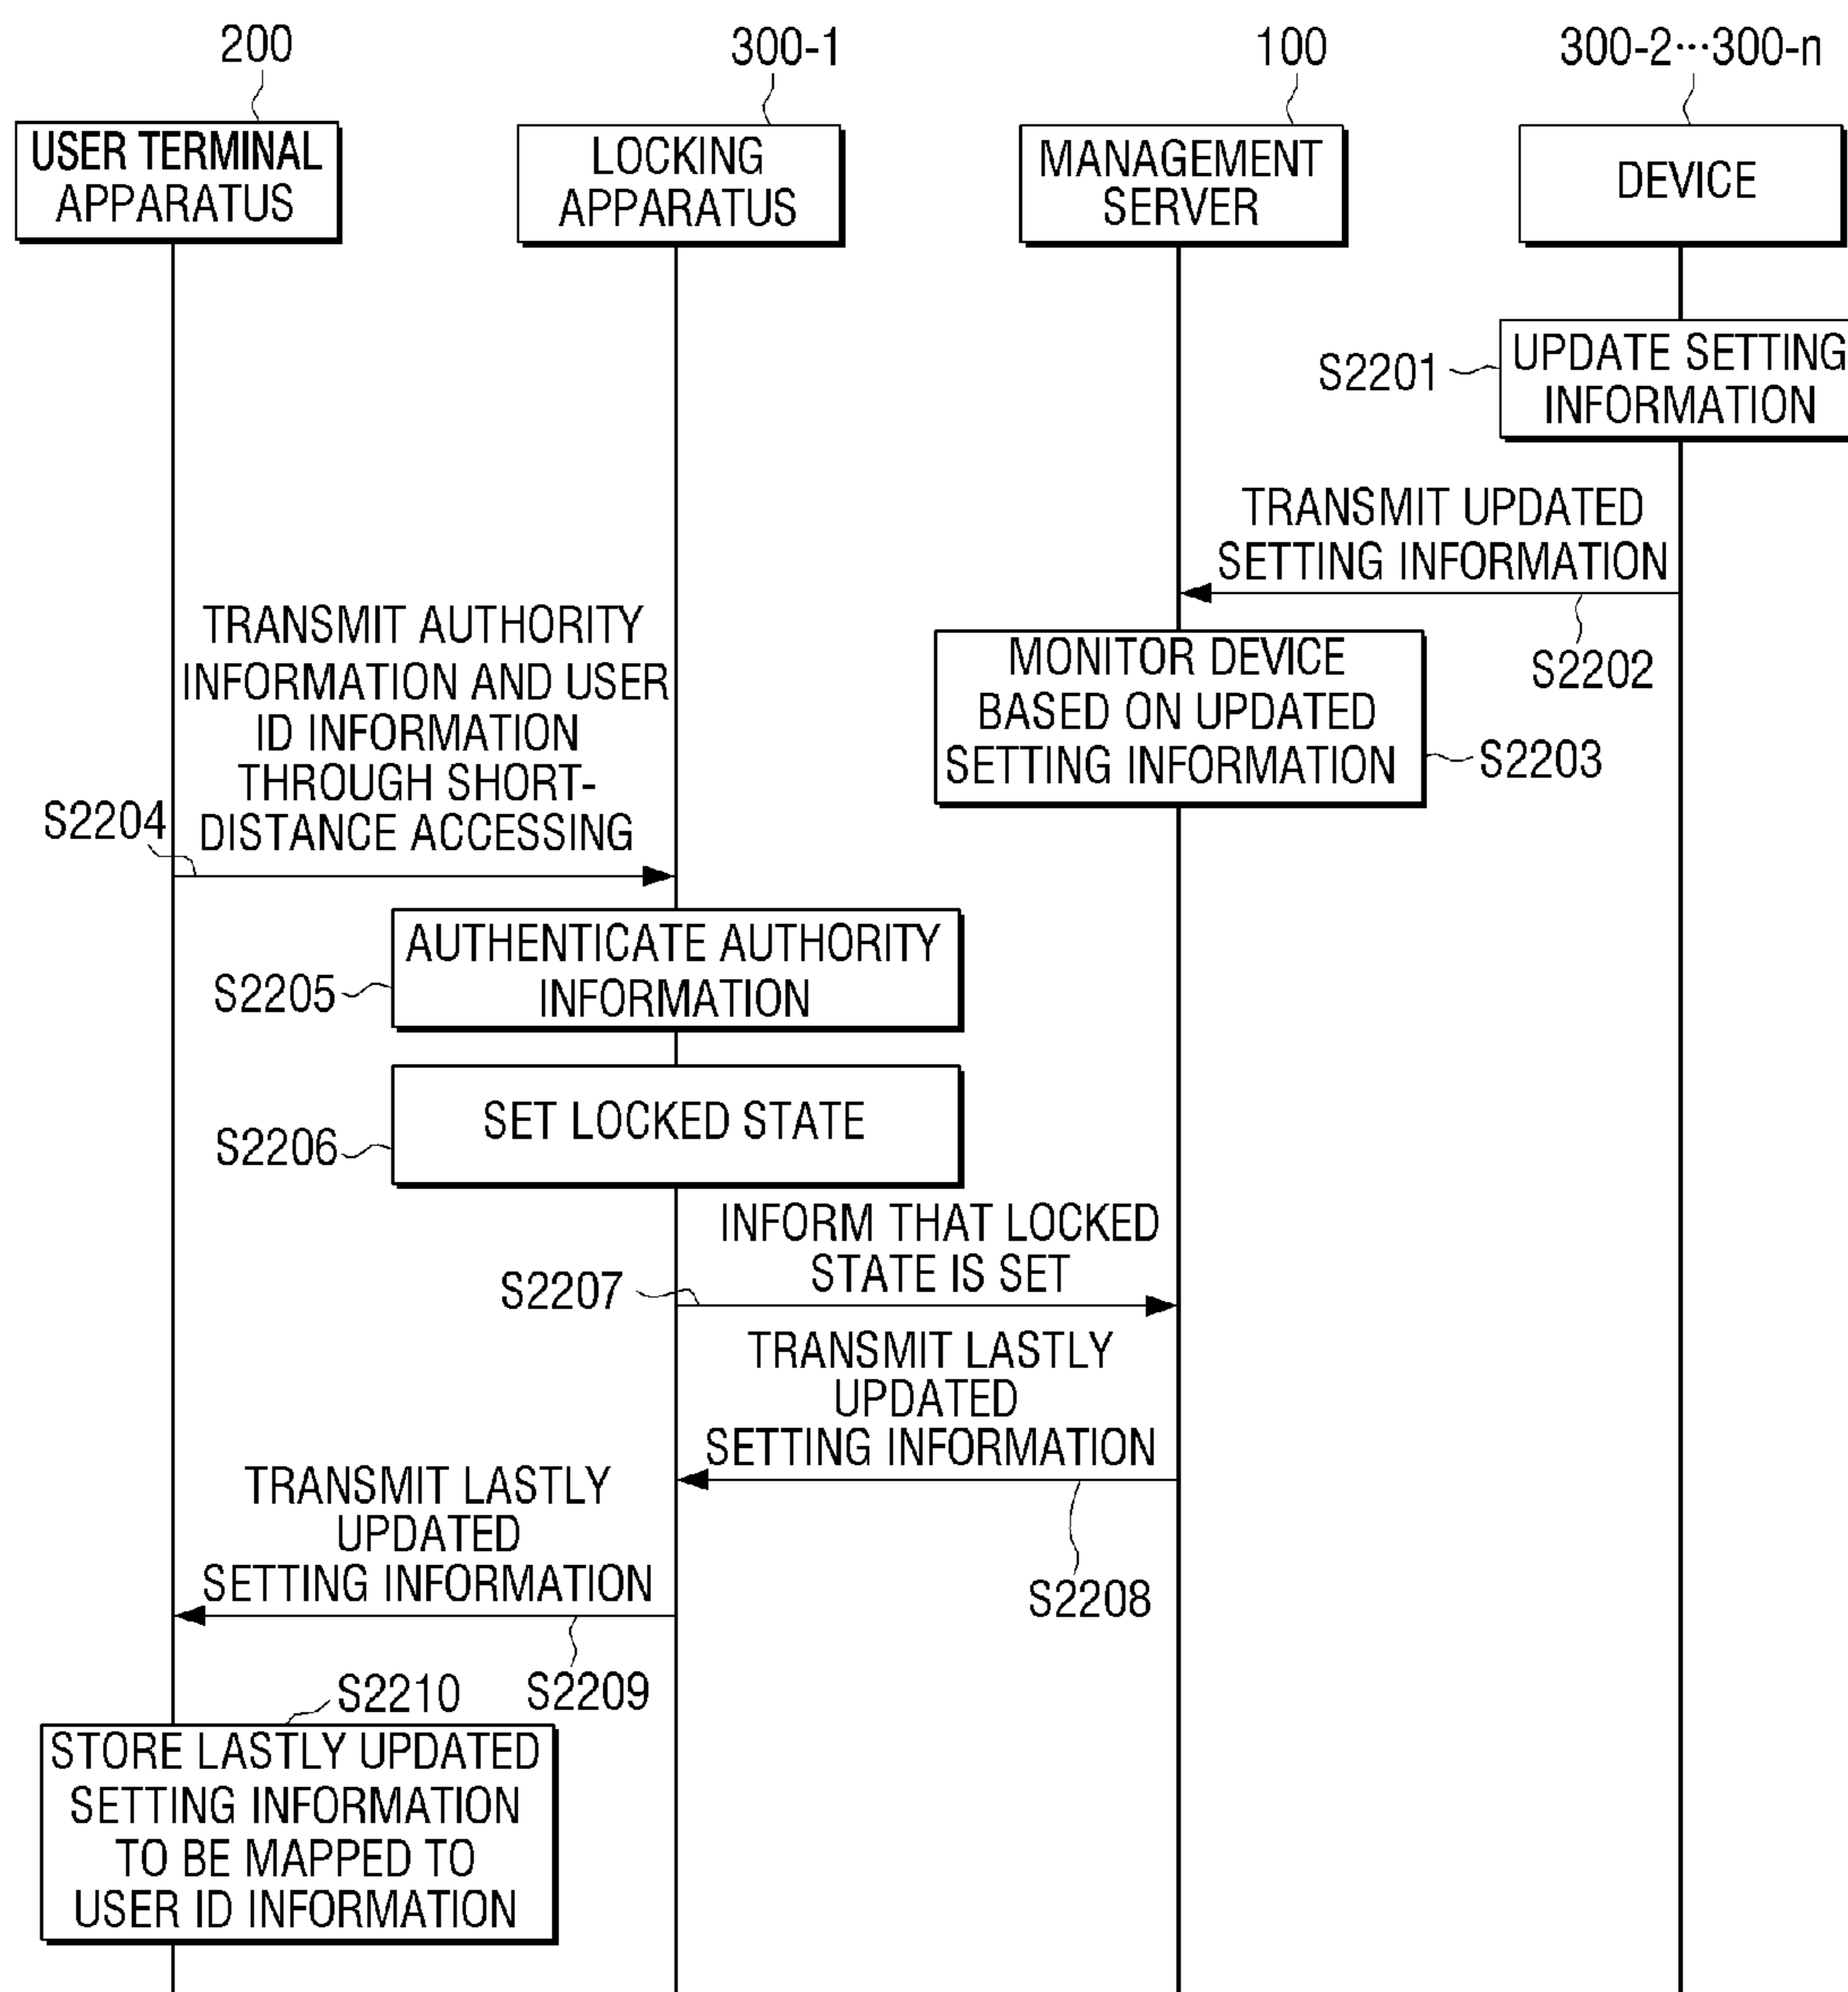 200
300-1
100
300-2···300-n
USER TERMINAL
APPARATUS
LOCKING
APPARATUS
MANAGEMENT
SERVER
DEVICE
S2201
UPDATE SETTING
INFORMATION
TRANSMIT UPDATED
SETTING INFORMATION
S2202
MONITOR DEVICE
BASED ON UPDATED
SETTING INFORMATION
S2203
TRANSMIT AUTHORITY
INFORMATION AND USER
ID INFORMATION
THROUGH SHORT-
DISTANCE ACCESSING
S2204
AUTHENTICATE AUTHORITY
INFORMATION
S2205
SET LOCKED STATE
S2206
INFORM THAT LOCKED
STATE IS SET
S2207
TRANSMIT LASTLY
UPDATED
SETTING INFORMATION
S2208
TRANSMIT LASTLY
UPDATED
SETTING INFORMATION
S2209
S2210
STORE LASTLY UPDATED
SETTING INFORMATION
TO BE MAPPED TO
USER ID INFORMATION